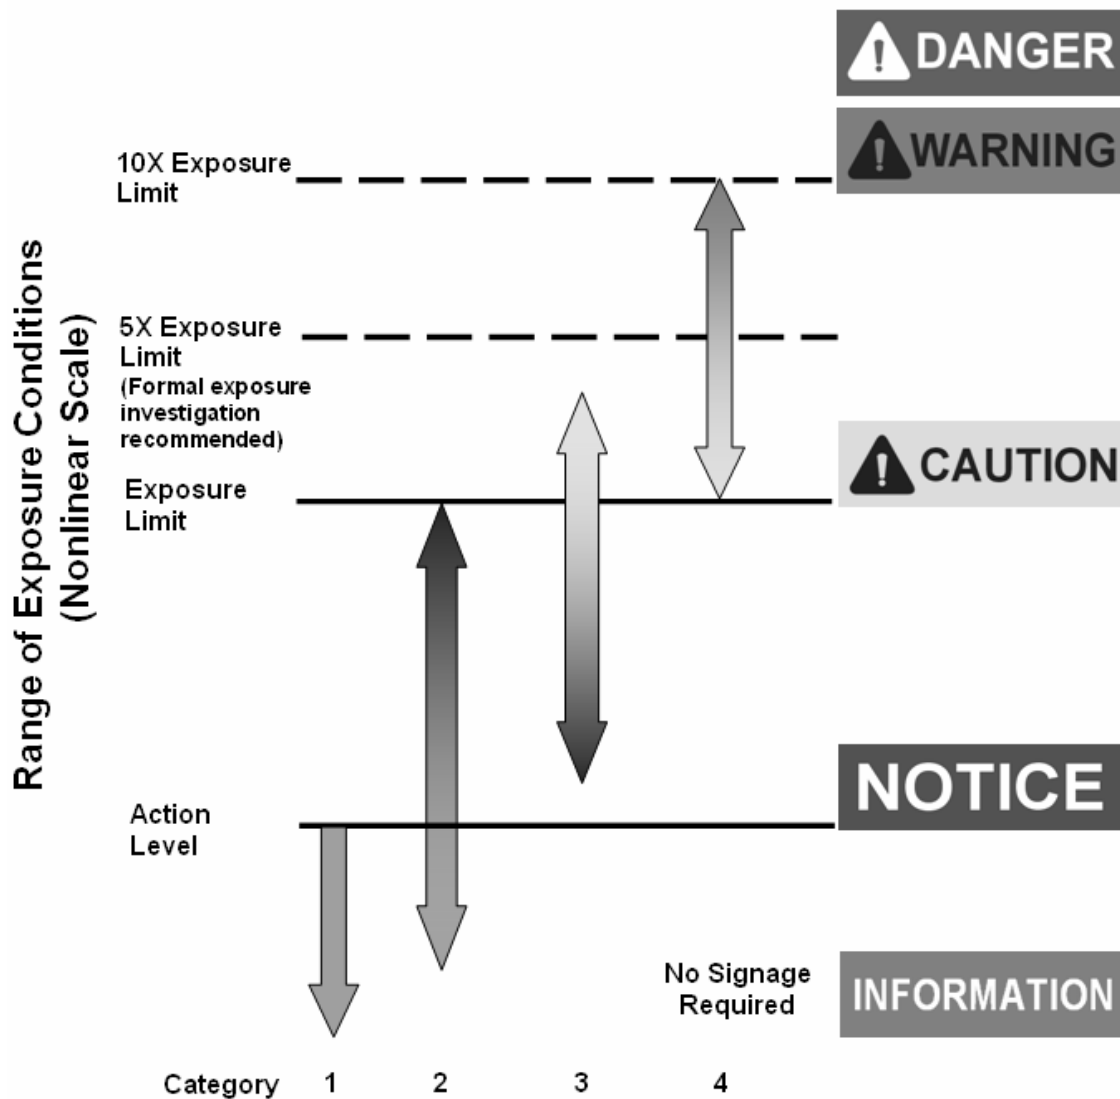 DANGER
WARNING
10X Exposure
Limit
Range of Exposure Conditions
(Nonlinear Scale)
5X Exposure
Limit
(Formal exposure
investigation
recommended)
CAUTION
Exposure
Limit
NOTICE
Action
Level
No Signage
Required
INFORMATION
Category 1 2 3 4